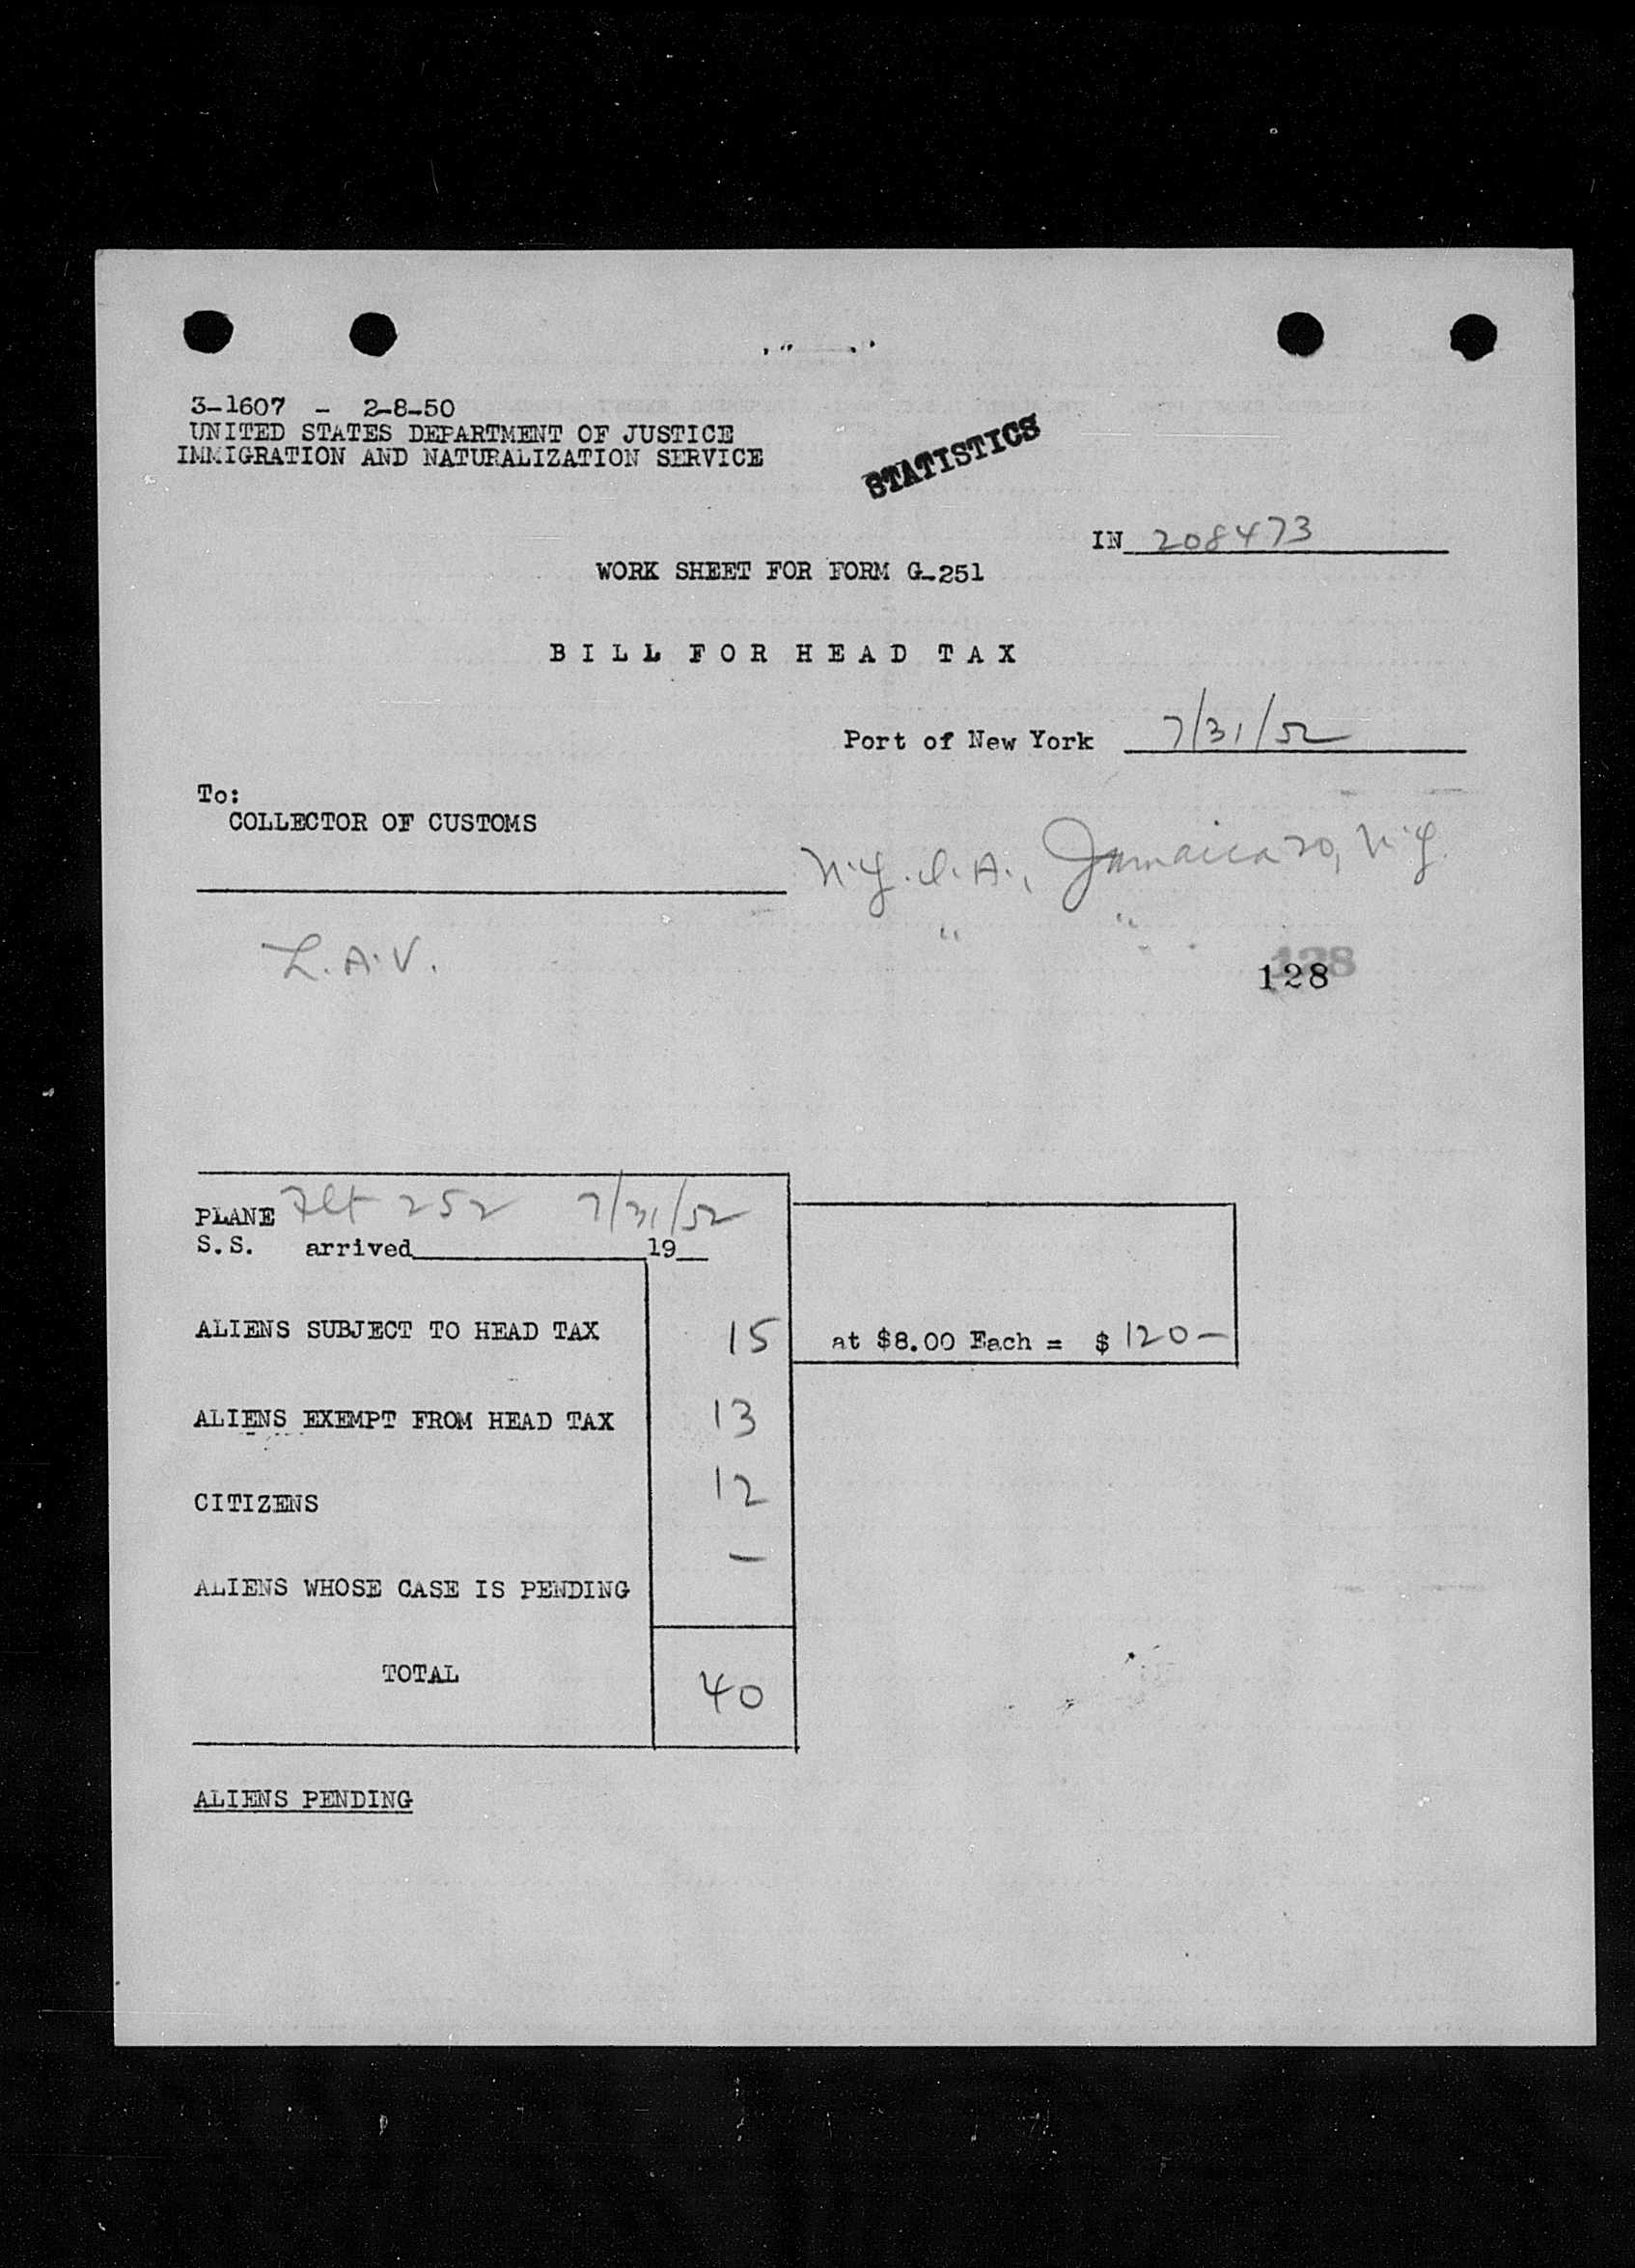 3-1607 - 2-8-50
UNITED STATES DEPARTMENT OF JUSTICE
IMMIGRATION AND NATURALIZATION SERVICE
STATISTICS
IN 208473
WORK SHEET FOR FORM G-251
BILL FOR HEAD TAX
Port of New York 7/31/52
To:
COLLECTOR OF CUSTOMS
N.Y.I.A., Jamaica 20, N.Y.
" "
L.A.V.
128
128
PLANE Flt 252 7/31/52
S.S. arrived 19
ALIENS SUBJECT TO HEAD TAX 15 at $8.00 Each = $ 120-
ALIENS EXEMPT FROM HEAD TAX 13
CITIZENS 12
ALIENS WHOSE CASE IS PENDING -
TOTAL 40
ALIENS PENDING